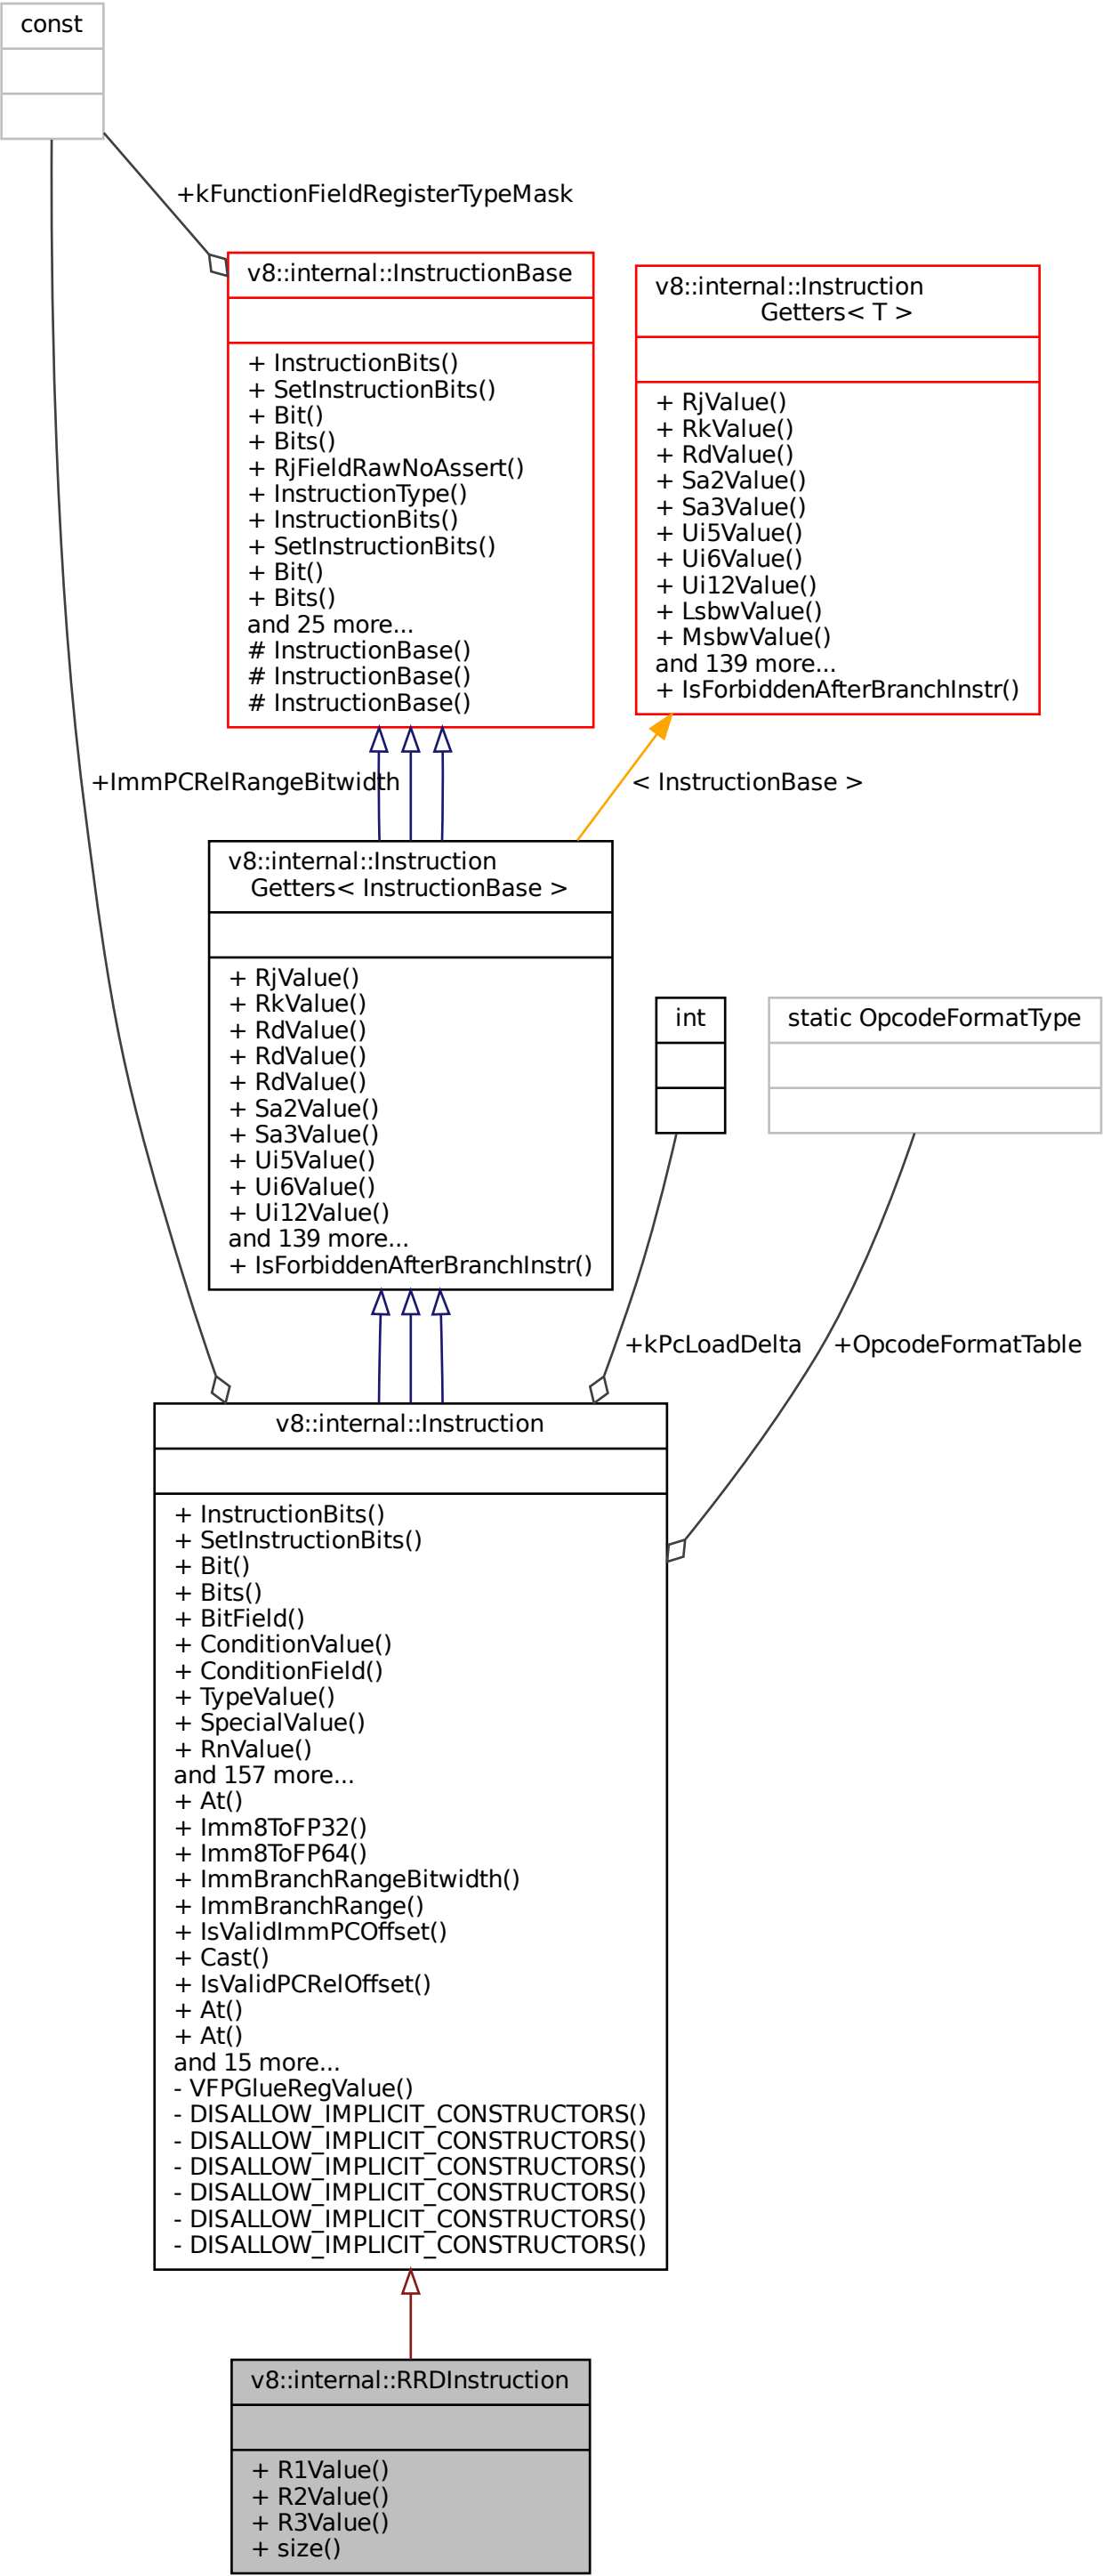 const
+kFunctionFieldRegisterTypeMask
v8::internal::InstructionBase
+ InstructionBits()
+ SetInstructionBits()
+ Bit()
+ Bits()
+ RjFieldRawNoAssert()
+ InstructionType()
+ InstructionBits()
+ SetInstructionBits()
+ Bit()
+ Bits()
and 25 more...
# InstructionBase()
# InstructionBase()
# InstructionBase()
v8::internal::Instruction
Getters< T >
+ RjValue()
+ RkValue()
+ RdValue()
+ Sa2Value()
+ Sa3Value()
+ Ui5Value()
+ Ui6Value()
+ Ui12Value()
+ LsbwValue()
+ MsbwValue()
and 139 more...
+ IsForbiddenAfterBranchInstr()
+ImmPCRelRangeBitwidth
< InstructionBase >
v8::internal::Instruction
Getters< InstructionBase >
+ RjValue()
+ RkValue()
+ RdValue()
+ RdValue()
+ RdValue()
+ Sa2Value()
+ Sa3Value()
+ Ui5Value()
+ Ui6Value()
+ Ui12Value()
and 139 more...
+ IsForbiddenAfterBranchInstr()
int
static OpcodeFormatType
+kPcLoadDelta
+OpcodeFormatTable
v8::internal::Instruction
+ InstructionBits()
+ SetInstructionBits()
+ Bit()
+ Bits()
+ BitField()
+ ConditionValue()
+ ConditionField()
+ TypeValue()
+ SpecialValue()
+ RnValue()
and 157 more...
+ At()
+ Imm8ToFP32()
+ Imm8ToFP64()
+ ImmBranchRangeBitwidth()
+ ImmBranchRange()
+ IsValidImmPCOffset()
+ Cast()
+ IsValidPCRelOffset()
+ At()
+ At()
and 15 more...
- VFPGlueRegValue()
- DISALLOW_IMPLICIT_CONSTRUCTORS()
- DISALLOW_IMPLICIT_CONSTRUCTORS()
- DISALLOW_IMPLICIT_CONSTRUCTORS()
- DISALLOW_IMPLICIT_CONSTRUCTORS()
- DISALLOW_IMPLICIT_CONSTRUCTORS()
- DISALLOW_IMPLICIT_CONSTRUCTORS()
v8::internal::RRDInstruction
+ R1Value()
+ R2Value()
+ R3Value()
+ size()